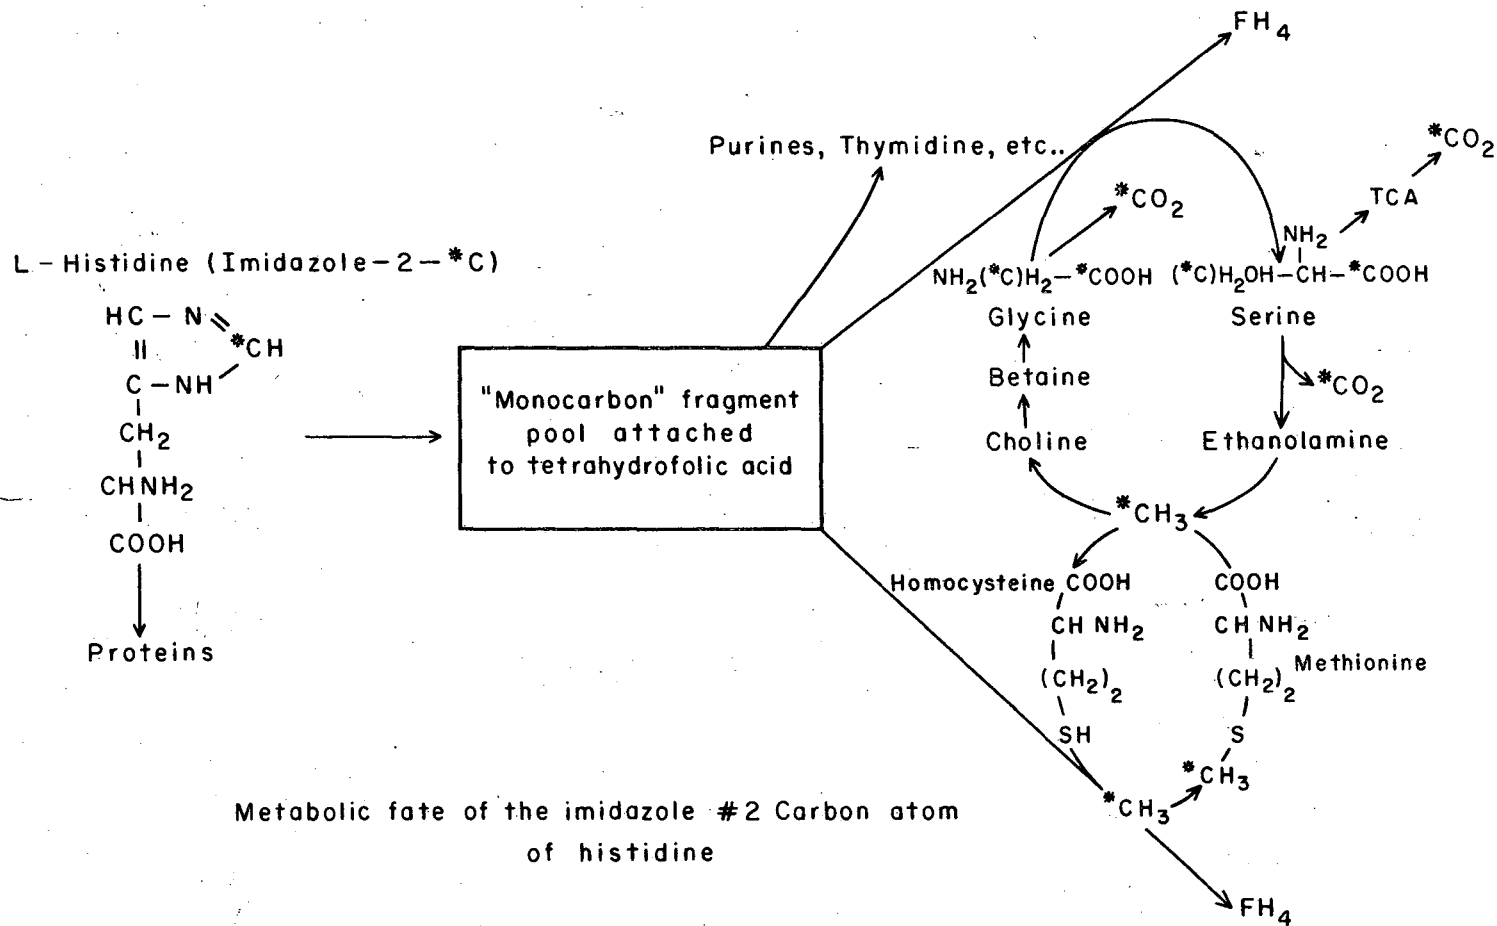 FH4
Purines, Thymidine, etc..
*CO2
TCA
*CO2
L-Histidine (Imidazole-2-*C)
NH2
NH2(*C)H2-*COOH
(*C)H2OH-CH-*COOH
Glycine
Serine
HC - N
*CH
C - NH
CH2
CHNH2
COOH
Proteins
"Monocarbon" fragment
pool attached
to tetrahydrofolic acid
Betaine
*CO2
Choline
Ethanolamine
*CH3
Homocysteine COOH
CH NH2
(CH2)2
SH
COOH
CH NH2
(CH2)2 Methionine
S
*CH3
*CH3
FH4
Metabolic fate of the imidazole #2 Carbon atom
of histidine